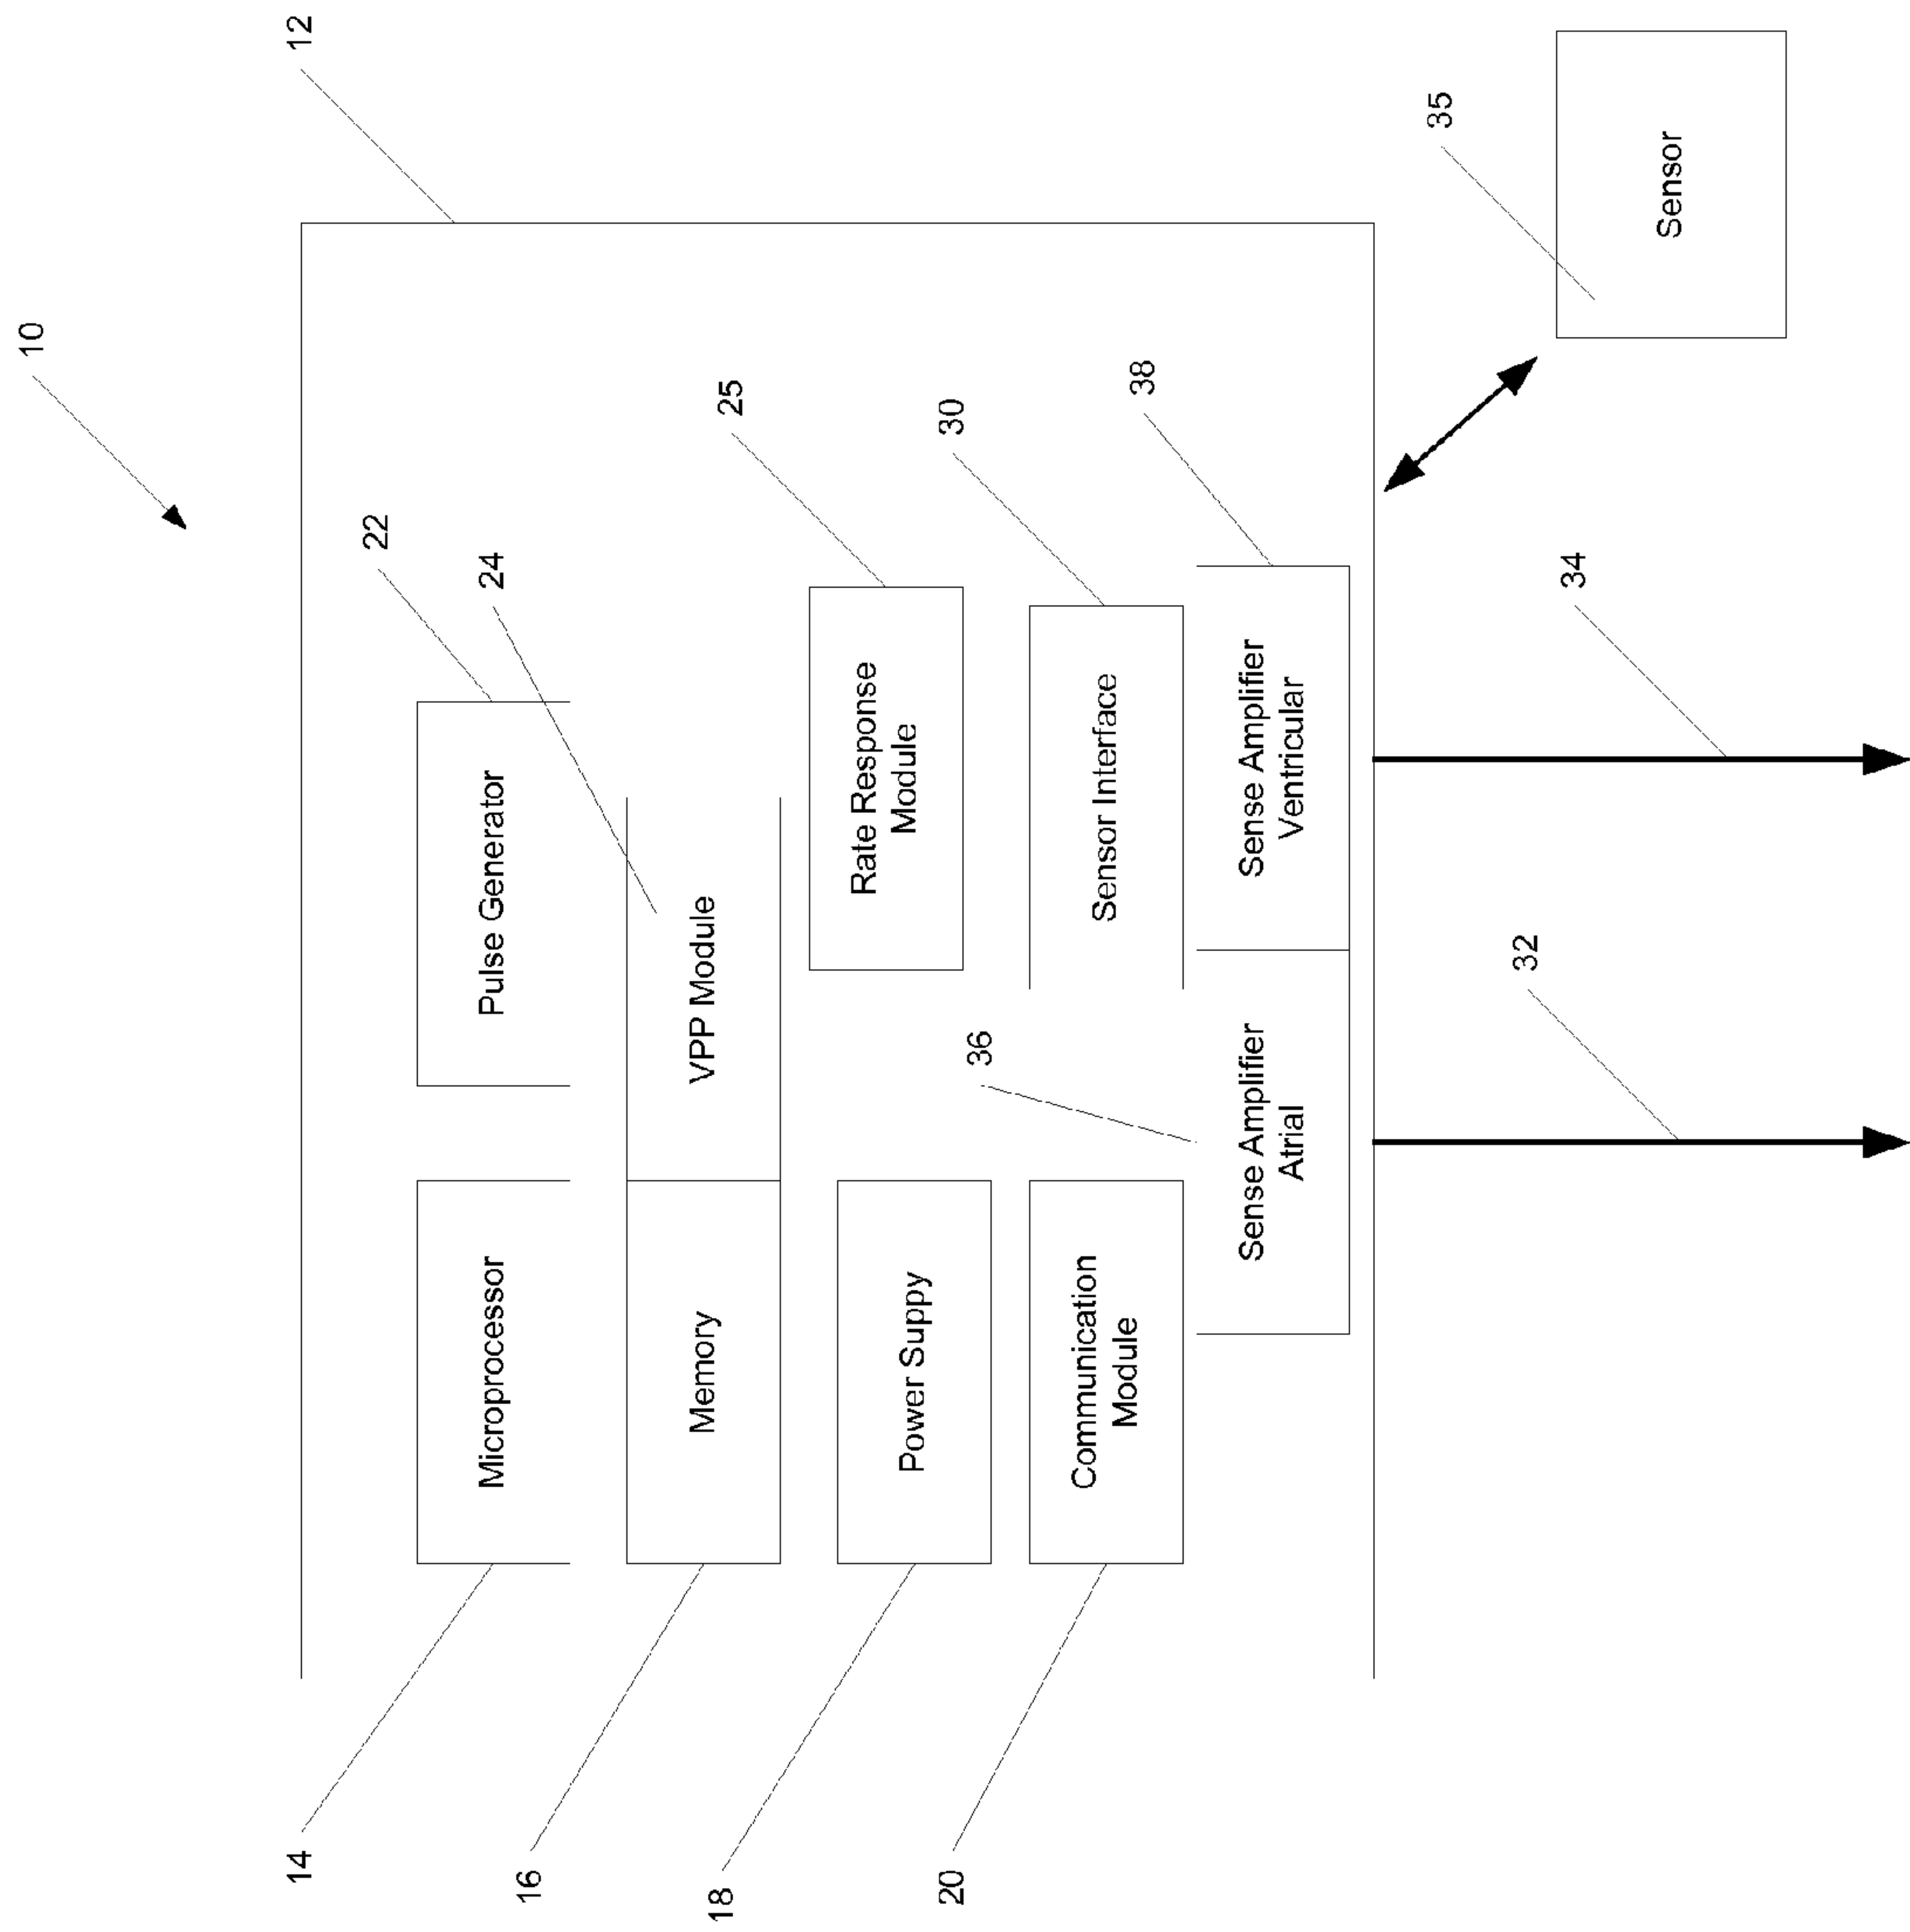 10
12
14
22
Microprocessor
Pulse Generator
24
16
Memory
VPP Module
18
25
Power Suppy
Rate Response
Module
20
30
Communication
Module
Sensor Interface
36
38
Sense Amplifier
Atrial
Sense Amplifier
Ventricular
35
Sensor
32
34